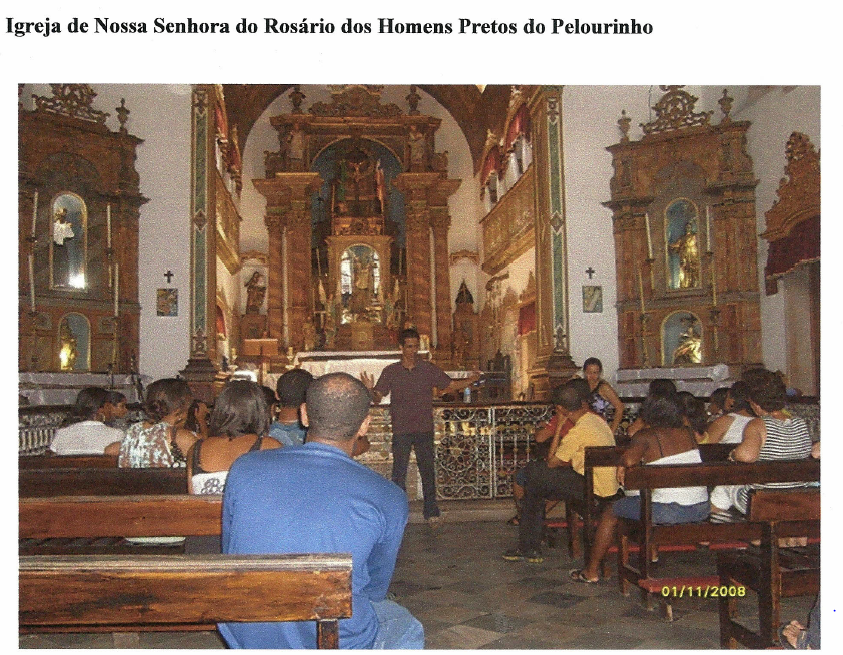 Igreja de Nossa Senhora do Rosário dos Homens Pretos do Pelourinho
01/11/2008